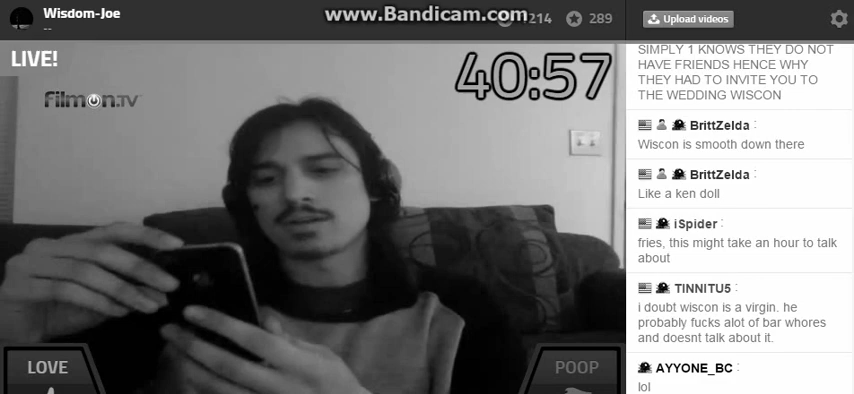 Wisdom-Joe
--
www.Bandicam.com
1214
289
Upload videos
LIVE!
filmon.tv
40:57
LOVE
POOP
SIMPLY 1 KNOWS THEY DO NOT
HAVE FRIENDS HENCE WHY
THEY HAD TO INVITE YOU TO
THE WEDDING WISCON
BrittZelda :
Wiscon is smooth down there
BrittZelda :
Like a ken doll
iSpider :
fries, this might take an hour to talk
about
TINNITU5 :
i doubt wiscon is a virgin. he
probably fucks alot of bar whores
and doesnt talk about it.
AYYONE_BC :
lol